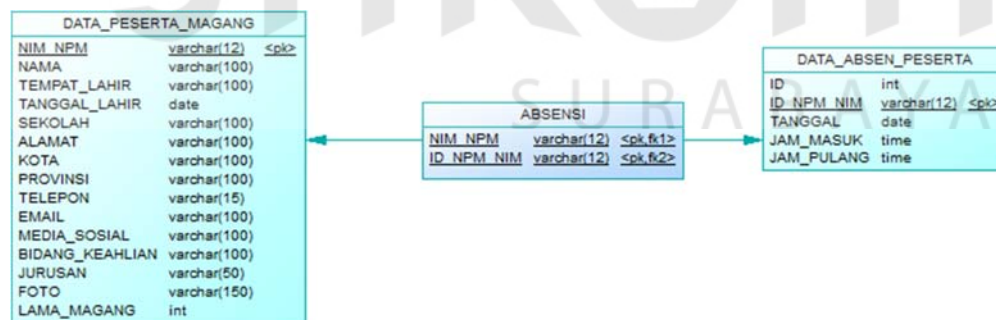 DATA_PESERTA_MAGANG
NIM_NPM varchar(12) <pk>
NAMA varchar(100)
TEMPAT_LAHIR varchar(100)
TANGGAL_LAHIR date
SEKOLAH varchar(100)
ALAMAT varchar(100)
KOTA varchar(100)
PROVINSI varchar(100)
TELEPON varchar(15)
EMAIL varchar(100)
MEDIA_SOSIAL varchar(100)
BIDANG_KEAHLIAN varchar(100)
JURUSAN varchar(50)
FOTO varchar(150)
LAMA_MAGANG int
ABSENSI
NIM_NPM varchar(12) <pk,fk1>
ID_NPM_NIM varchar(12) <pk,fk2>
DATA_ABSEN_PESERTA
ID int
ID_NPM_NIM varchar(12) <pk>
TANGGAL date
JAM_MASUK time
JAM_PULANG time
SURABAYA